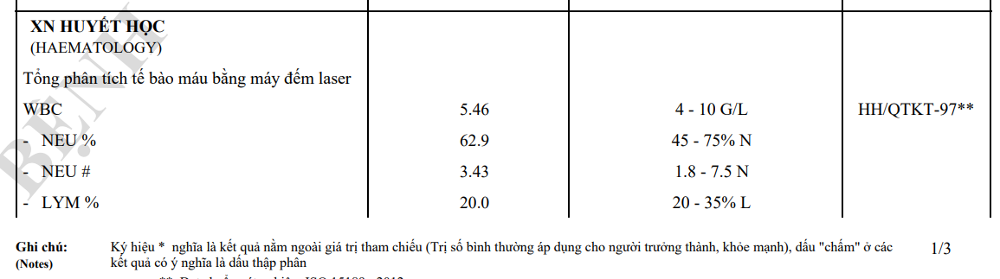 XN HUYẾT HỌC
(HAEMATOLOGY)
Tổng phân tích tế bào máu bằng máy đếm laser
WBC 5.46 4 - 10 G/L HH/QTKT-97**
- NEU % 62.9 45 - 75% N
- NEU # 3.43 1.8 - 7.5 N
- LYM % 20.0 20 - 35% L
BỆNH
Ghi chú: Ký hiệu * nghĩa là kết quả nằm ngoài giá trị tham chiếu (Trị số bình thường áp dụng cho người trưởng thành, khỏe mạnh), dấu "chấm" ở các 1/3
(Notes) kết quả có ý nghĩa là dấu thập phân